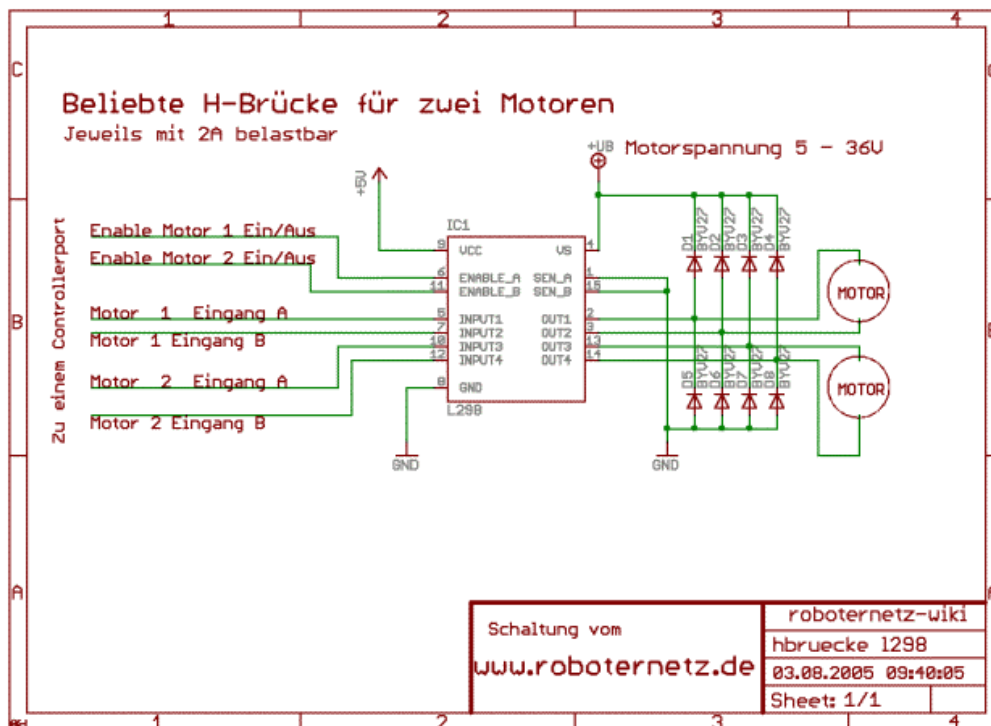 1 2 3 4
C
Beliebte H-Brücke für zwei Motoren
Jeweils mit 2A belastbar
+UB Motorspannung 5 - 36V
+5V
Zu einem Controllerport
Enable Motor 1 Ein/Aus
Enable Motor 2 Ein/Aus
Motor 1 Eingang A
Motor 1 Eingang B
Motor 2 Eingang A
Motor 2 Eingang B
IC1
9 VCC VS 4
6 ENABLE_A SEN_A 1
11 ENABLE_B SEN_B 15
5 INPUT1 OUT1 2
7 INPUT2 OUT2 3
10 INPUT3 OUT3 13
12 INPUT4 OUT4 14
8 GND
L298
GND
GND
D1 BYV27
D2 BYV27
D3 BYV27
D4 BYV27
D5 BYV27
D6 BYV27
D7 BYV27
D8 BYV27
MOTOR
MOTOR
B
A
Schaltung vom
www.roboternetz.de
roboternetz-wiki
hbruecke l298
03.08.2005 09:40:05
Sheet: 1/1
1 2 3 4